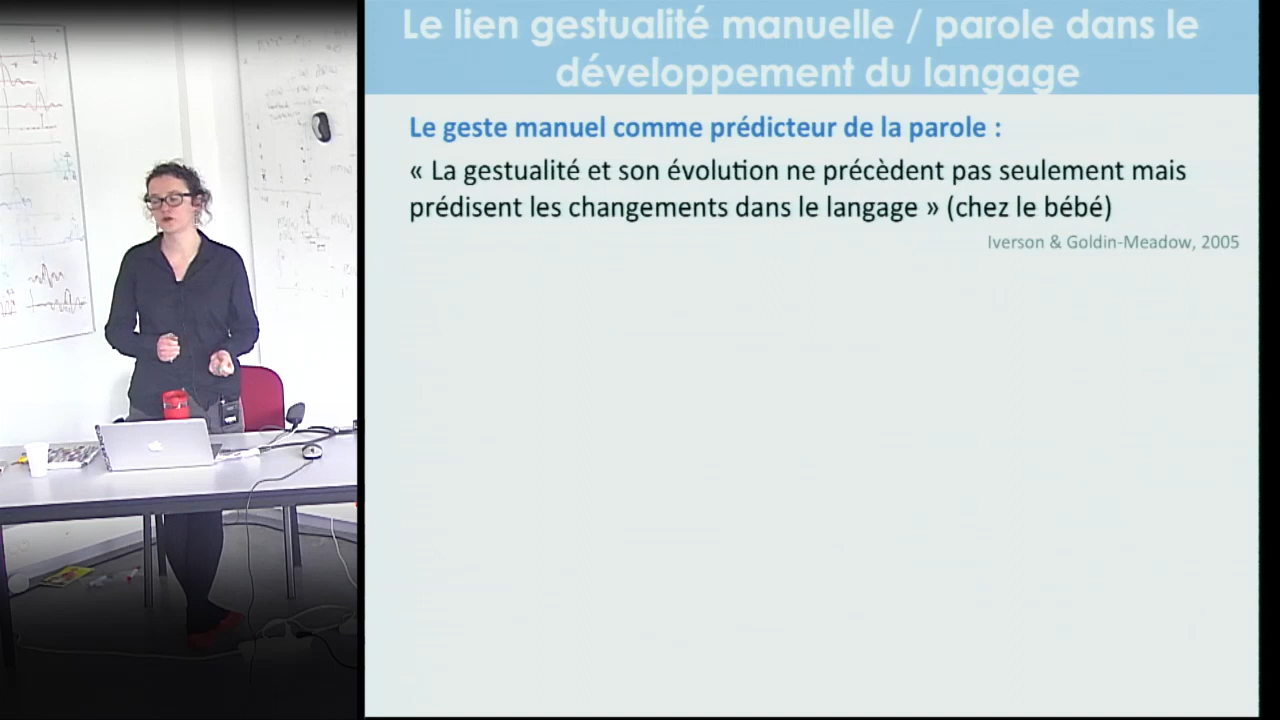 Le lien gestualité manuelle / parole dans le
développement du langage
Le geste manuel comme prédicteur de la parole :
« La gestualité et son évolution ne précèdent pas seulement mais
prédisent les changements dans le langage » (chez le bébé)
Iverson & Goldin-Meadow, 2005